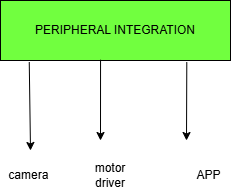 PERIPHERAL INTEGRATION
camera
motor
driver
APP